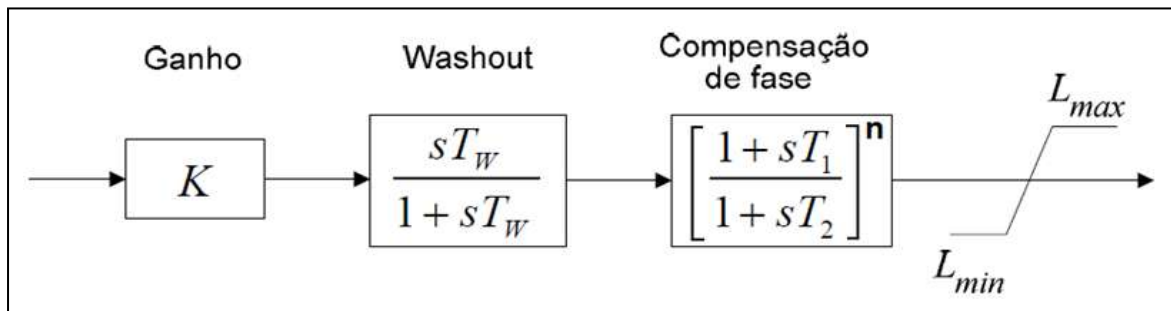 Ganho
Washout
Compensação
de fase
K
sT_W
1 + sT_W
[ 1 + sT_1
1 + sT_2 ] n
L_max
L_min